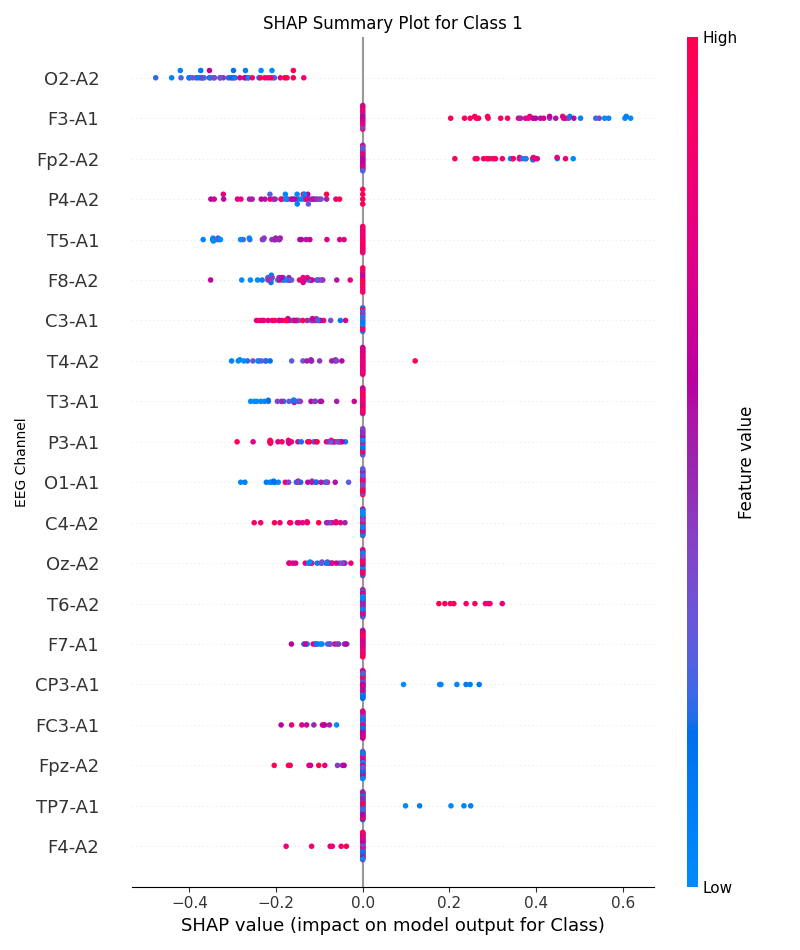 SHAP Summary Plot for Class 1
High
O2-A2
F3-A1
Fp2-A2
P4-A2
T5-A1
F8-A2
C3-A1
T4-A2
T3-A1
P3-A1
O1-A1
C4-A2
Oz-A2
T6-A2
F7-A1
CP3-A1
FC3-A1
Fpz-A2
TP7-A1
F4-A2
EEG Channel
Feature value
Low
−0.4 −0.2 0.0 0.2 0.4 0.6
SHAP value (impact on model output for Class)